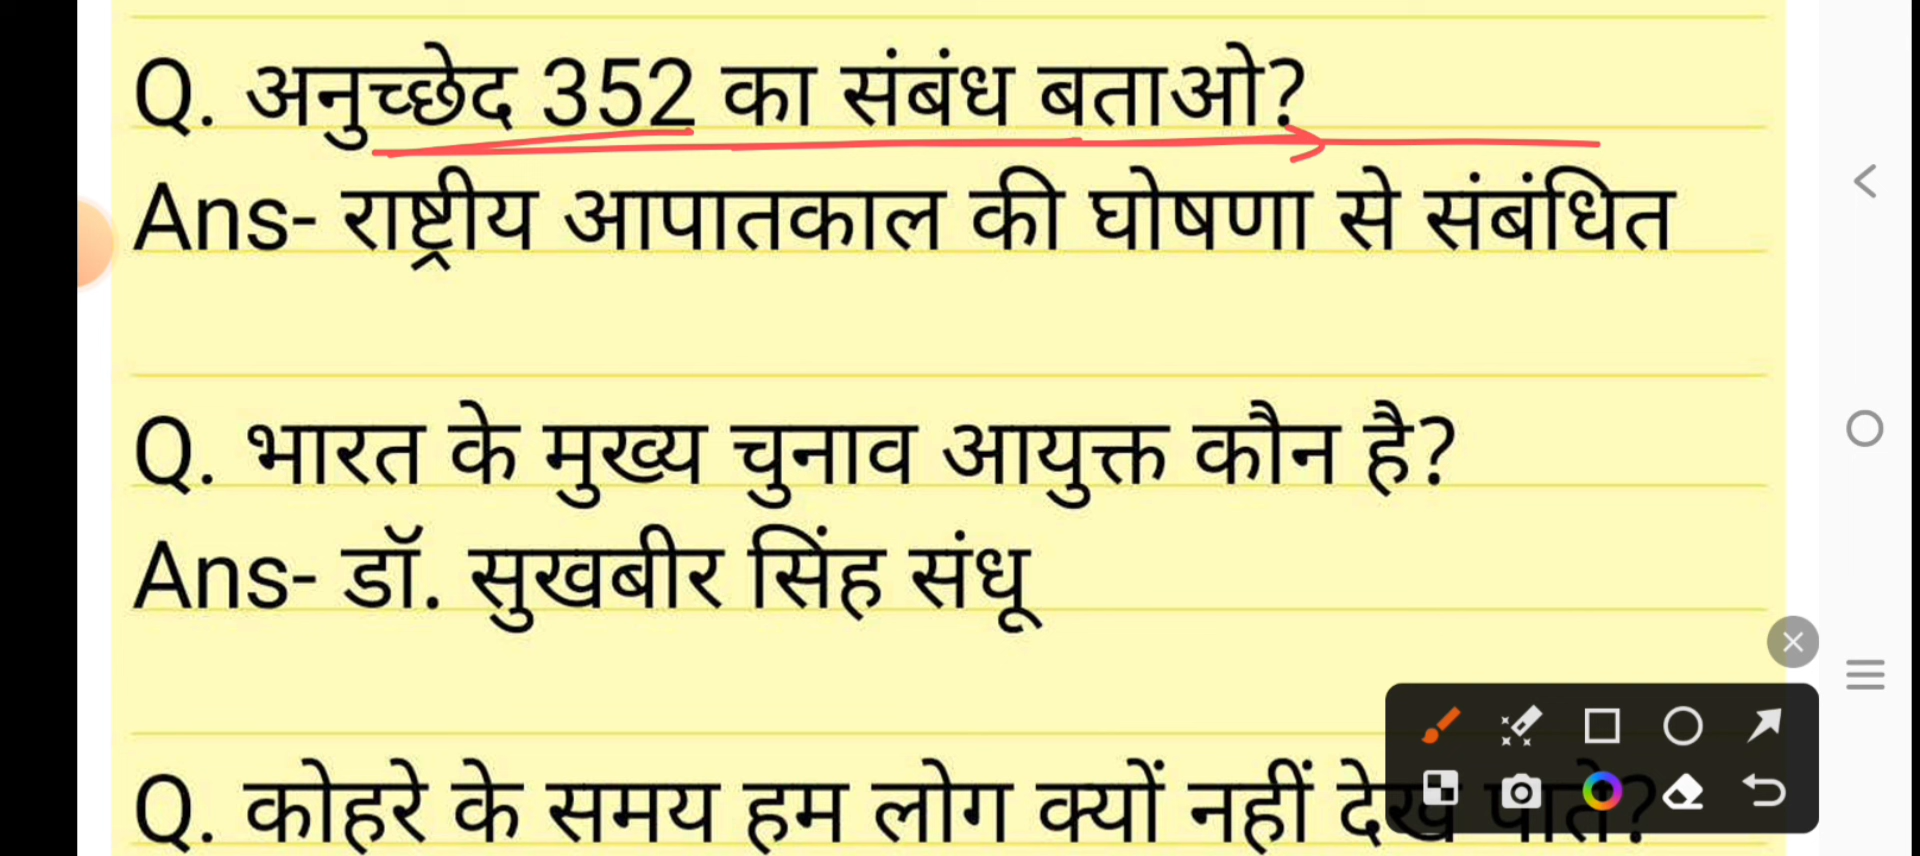 Q. अनुच्छेद 352 का संबंध बताओ?
Ans- राष्ट्रीय आपातकाल की घोषणा से संबंधित
Q. भारत के मुख्य चुनाव आयुक्त कौन है?
Ans- डॉ. सुखबीर सिंह संधू
Q. कोहरे के समय हम लोग क्यों नहीं देख पाते?